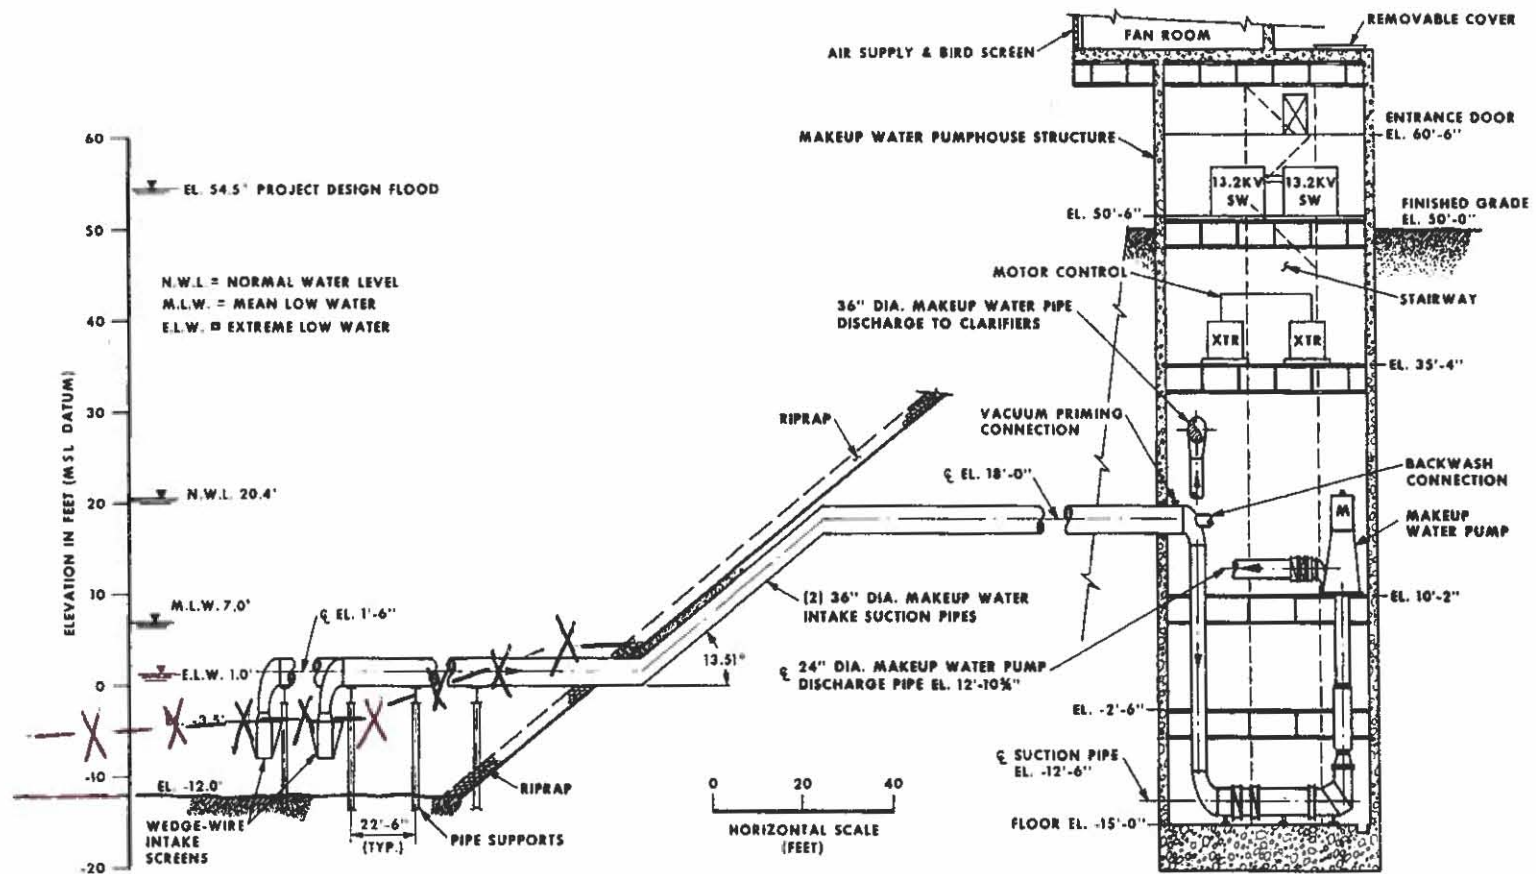 FAN ROOM
REMOVABLE COVER
AIR SUPPLY & BIRD SCREEN
ENTRANCE DOOR
EL. 60'-6"
MAKEUP WATER PUMPHOUSE STRUCTURE
13.2KV
SW
13.2KV
SW
FINISHED GRADE
EL. 50'-0"
EL. 50'-6"
MOTOR CONTROL
STAIRWAY
36" DIA. MAKEUP WATER PIPE
DISCHARGE TO CLARIFIERS
XTR
XTR
EL. 35'-4"
ELEVATION IN FEET (MSL DATUM)
60
50
40
30
20
10
0
-10
-20
EL. 54.5' PROJECT DESIGN FLOOD
N.W.L = NORMAL WATER LEVEL
M.L.W. = MEAN LOW WATER
E.L.W. = EXTREME LOW WATER
N.W.L. 20.4'
M.L.W. 7.0'
E.L.W. 1.0'
EL. -3.5'
EL. -12.0'
℄ EL. 1'-6"
RIPRAP
VACUUM PRIMING
CONNECTION
℄ EL. 18'-0"
BACKWASH
CONNECTION
M
MAKEUP
WATER PUMP
(2) 36" DIA. MAKEUP WATER
INTAKE SUCTION PIPES
EL. 10'-2"
13.51°
℄ 24" DIA. MAKEUP WATER PUMP
DISCHARGE PIPE EL. 12'-10¾"
EL. -2'-6"
℄ SUCTION PIPE
EL. -12'-6"
FLOOR EL. -15'-0"
RIPRAP
WEDGE-WIRE
INTAKE
SCREENS
22'-6"
(TYP.)
PIPE SUPPORTS
0
20
40
HORIZONTAL SCALE
(FEET)